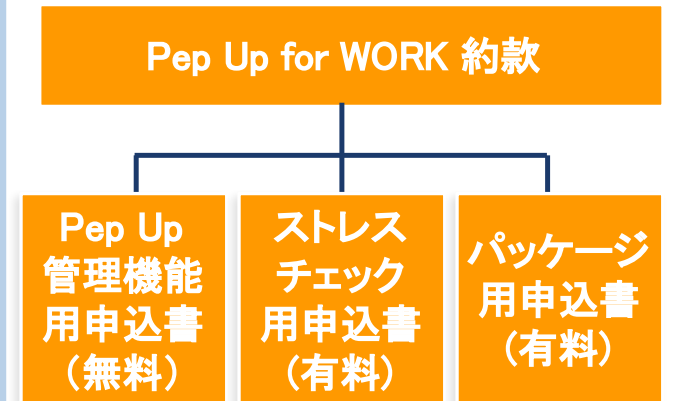 Pep Up for WORK 約款
Pep Up
管理機能
用申込書
（無料）
ストレス
チェック
用申込書
（有料）
パッケージ
用申込書
（有料）